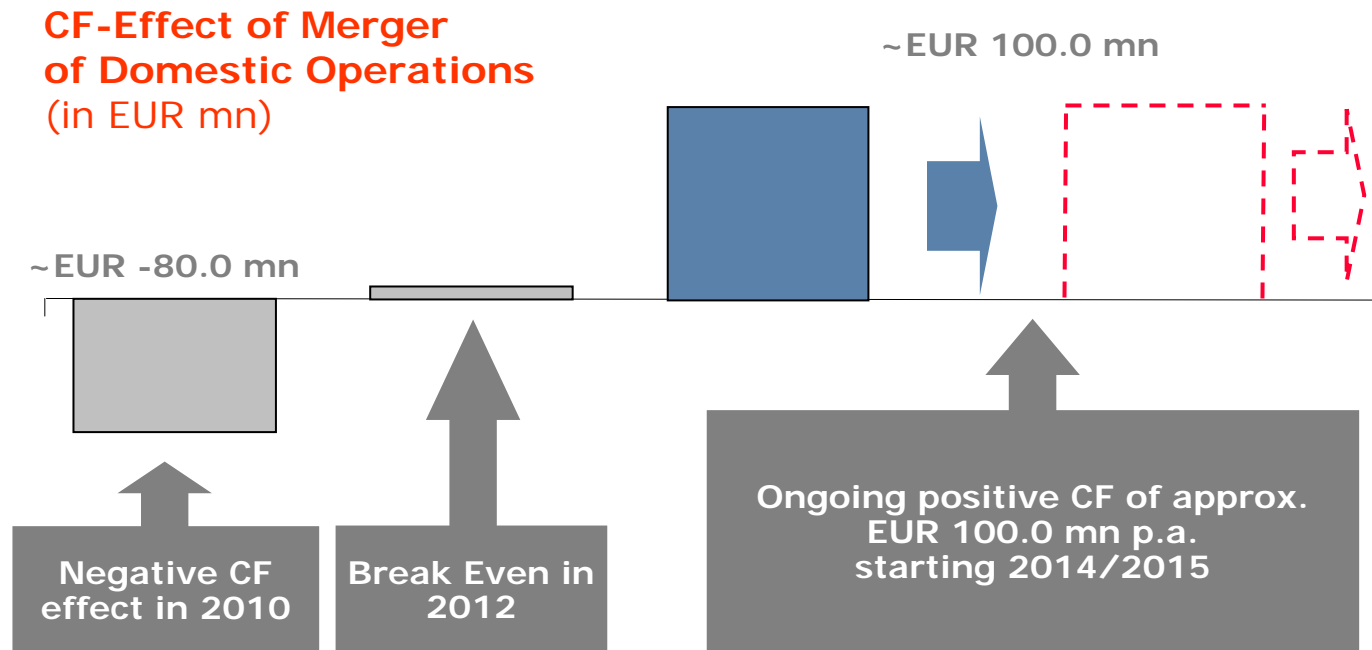 CF-Effect of Merger
of Domestic Operations
(in EUR mn)
~EUR 100.0 mn
~EUR -80.0 mn
Negative CF
effect in 2010
Break Even in
2012
Ongoing positive CF of approx.
EUR 100.0 mn p.a.
starting 2014/2015